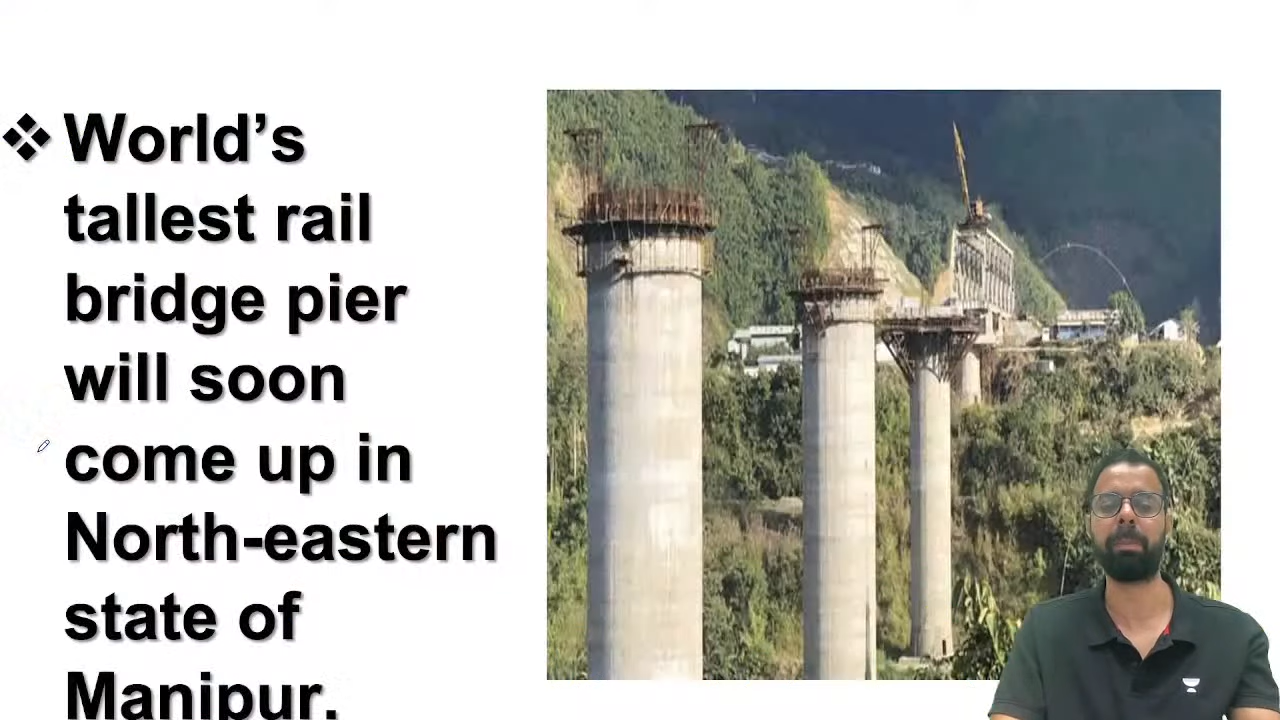 ❖ World’s
tallest rail
bridge pier
will soon
come up in
North-eastern
state of
Manipur.